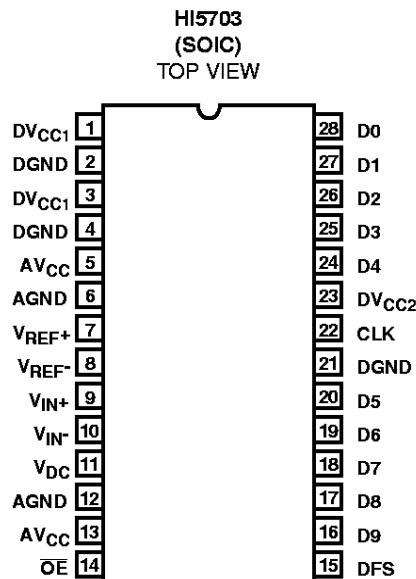 HI5703
(SOIC)
TOP VIEW
DVCC1 1 28 D0
DGND 2 27 D1
DVCC1 3 26 D2
DGND 4 25 D3
AVCC 5 24 D4
AGND 6 23 DVCC2
VREF+ 7 22 CLK
VREF- 8 21 DGND
VIN+ 9 20 D5
VIN- 10 19 D6
VDC 11 18 D7
AGND 12 17 D8
AVCC 13 16 D9
O̅E̅ 14 15 DFS